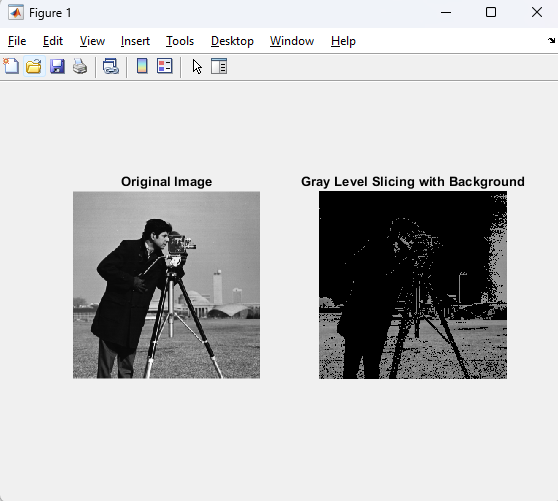 Figure 1
File Edit View Insert Tools Desktop Window Help
Original Image
Gray Level Slicing with Background